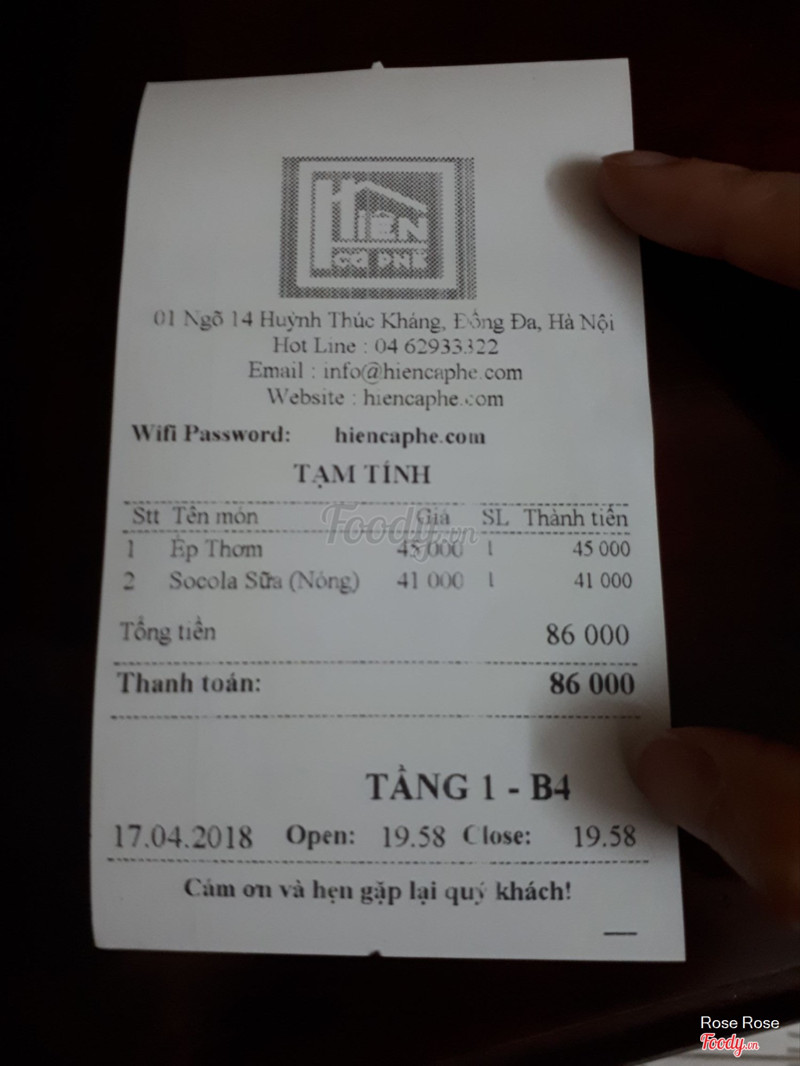 HIÊN
CA PHÊ
01 Ngõ 14 Huỳnh Thúc Kháng, Đống Đa, Hà Nội
Hot Line : 04 62933322
Email : info@hiencaphe.com
Website : hiencaphe.com
Wifi Password: hiencaphe.com
TẠM TÍNH
Stt Tên món Giá SL Thành tiền
1 Ép Thơm 45 000 1 45 000
2 Socola Sữa (Nóng) 41 000 1 41 000
Foody.vn
Tổng tiền 86 000
Thanh toán: 86 000
TẦNG 1 - B4
17.04.2018 Open: 19.58 Close: 19.58
Cám ơn và hẹn gặp lại quý khách!
Rose Rose
Foody.vn